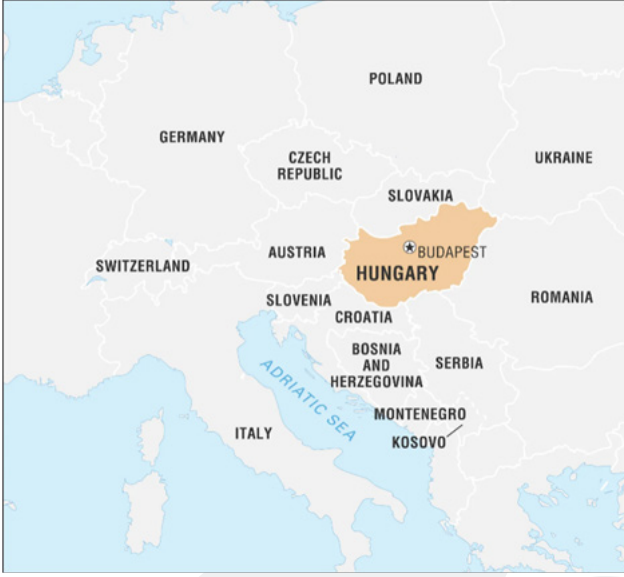 POLAND
GERMANY
CZECH
REPUBLIC
UKRAINE
SLOVAKIA
AUSTRIA
BUDAPEST
SWITZERLAND
HUNGARY
SLOVENIA
ROMANIA
CROATIA
BOSNIA
AND
HERZEGOVINA
SERBIA
ADRIATIC SEA
MONTENEGRO
ITALY
KOSOVO